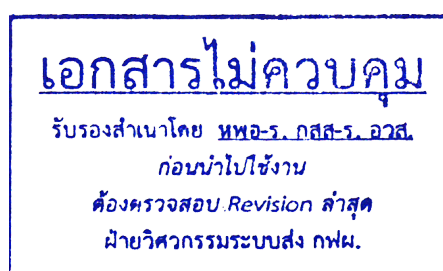 เอกสารไม่ควบคุม
รับรองสำเนาโดย หพอ-ร. กสส-ร. อวส.
ก่อนนำไปใช้งาน
ต้องตรวจสอบ Revision ล่าสุด
ฝ่ายวิศวกรรมระบบส่ง กฟผ.